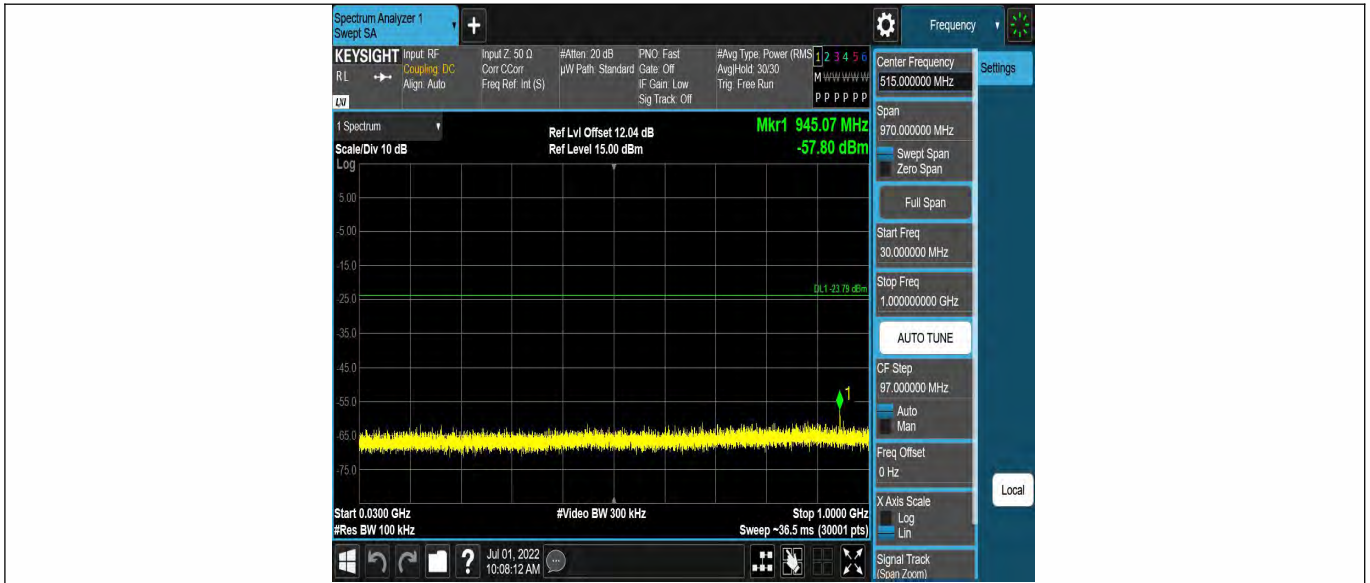 Spectrum Analyzer 1
Swept SA
+
Frequency
KEYSIGHT
RL
LXI
Input: RF
Coupling: DC
Align: Auto
Input Z: 50 Ω
Corr CCorr
Freq Ref: Int (S)
#Atten: 20 dB
µW Path: Standard
PNO: Fast
Gate: Off
IF Gain: Low
Sig Track: Off
#Avg Type: Power (RMS
Avg|Hold: 30/30
Trig: Free Run
1 2 3 4 5 6
M W W W W W
P P P P P P
1 Spectrum
Scale/Div 10 dB
Log
Ref Lvl Offset 12.04 dB
Ref Level 15.00 dBm
Mkr1 945.07 MHz
-57.80 dBm
5.00
-5.00
-15.0
DL1 -23.79 dBm
-25.0
-35.0
-45.0
1
-55.0
-65.0
-75.0
Start 0.0300 GHz
#Res BW 100 kHz
#Video BW 300 kHz
Stop 1.0000 GHz
Sweep ~36.5 ms (30001 pts)
Jul 01, 2022
10:08:12 AM
?
Center Frequency
515.000000 MHz
Settings
Span
970.000000 MHz
Swept Span
Zero Span
Full Span
Start Freq
30.000000 MHz
Stop Freq
1.000000000 GHz
AUTO TUNE
CF Step
97.000000 MHz
Auto
Man
Freq Offset
0 Hz
X Axis Scale
Log
Lin
Local
Signal Track
(Span Zoom)